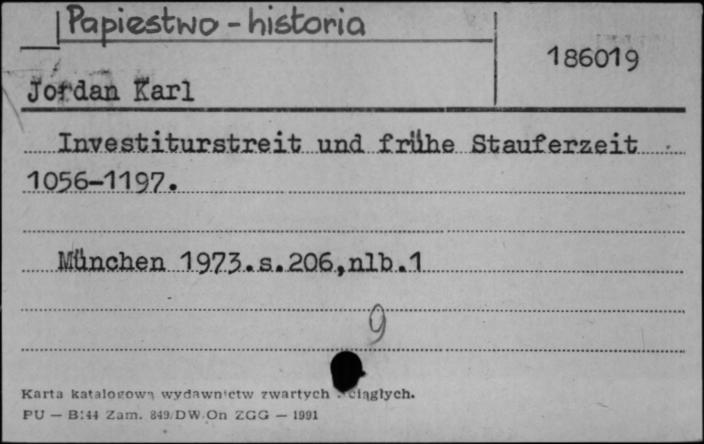 Papiestwo - historia
186019
Jordan Karl
Investiturstreit und frühe Stauferzeit
1056-1197.
München 1973.s.206,nlb.1
9
Karta katalogowa wydawnictw zwartych ciągłych.
PU — B:44 Zam. 849/DW/On ZGG — 1991